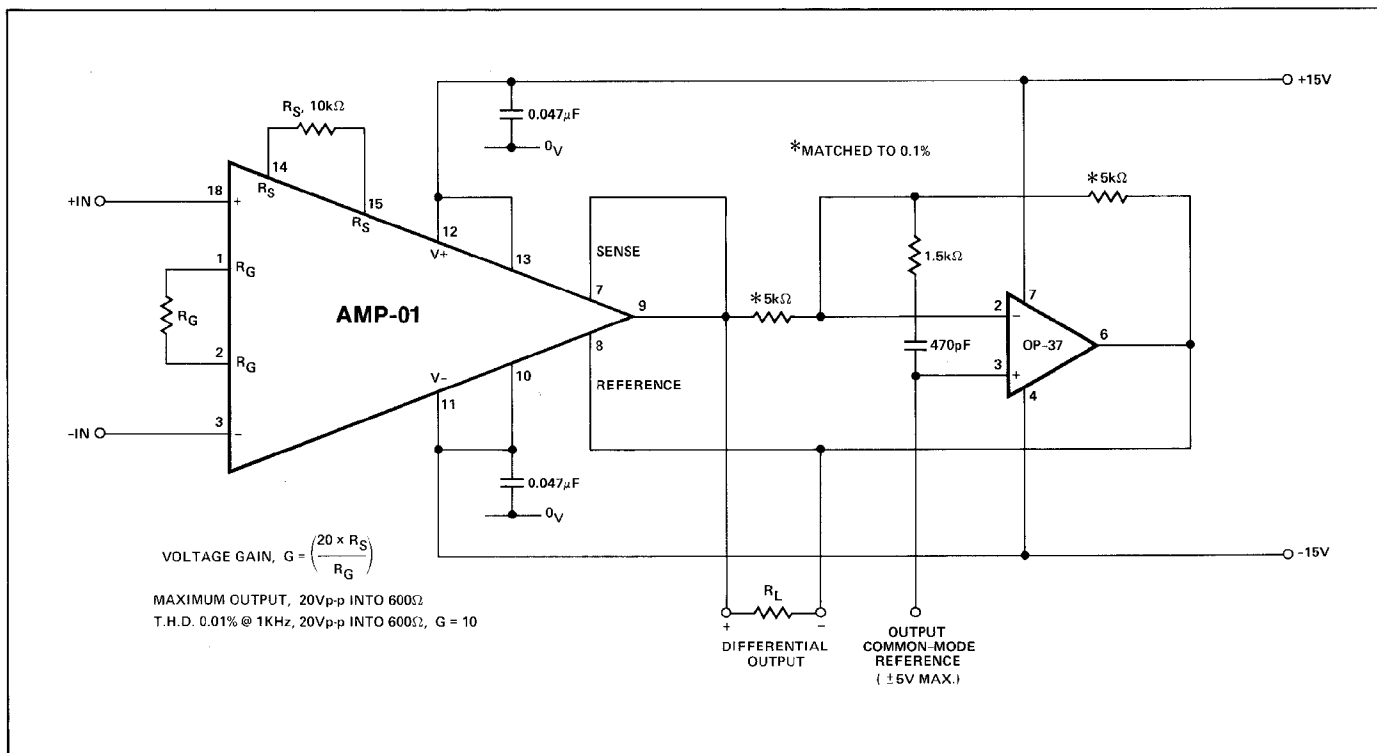 +15V
0.047µF
0V
RS, 10kΩ
*MATCHED TO 0.1%
14
RS
15
RS
18
+IN
+
12
V+
13
*5kΩ
SENSE
1.5kΩ
1
RG
7
RG
AMP-01
9
*5kΩ
2
7
−
OP-37
6
2
RG
8
470pF
3
+
4
REFERENCE
V−
10
11
3
−IN
−
0.047µF
0V
VOLTAGE GAIN, G = (20 × RS / RG)
−15V
MAXIMUM OUTPUT, 20Vp-p INTO 600Ω
T.H.D. 0.01% @ 1KHz, 20Vp-p INTO 600Ω, G = 10
RL
+
−
DIFFERENTIAL
OUTPUT
OUTPUT
COMMON-MODE
REFERENCE
(±5V MAX.)